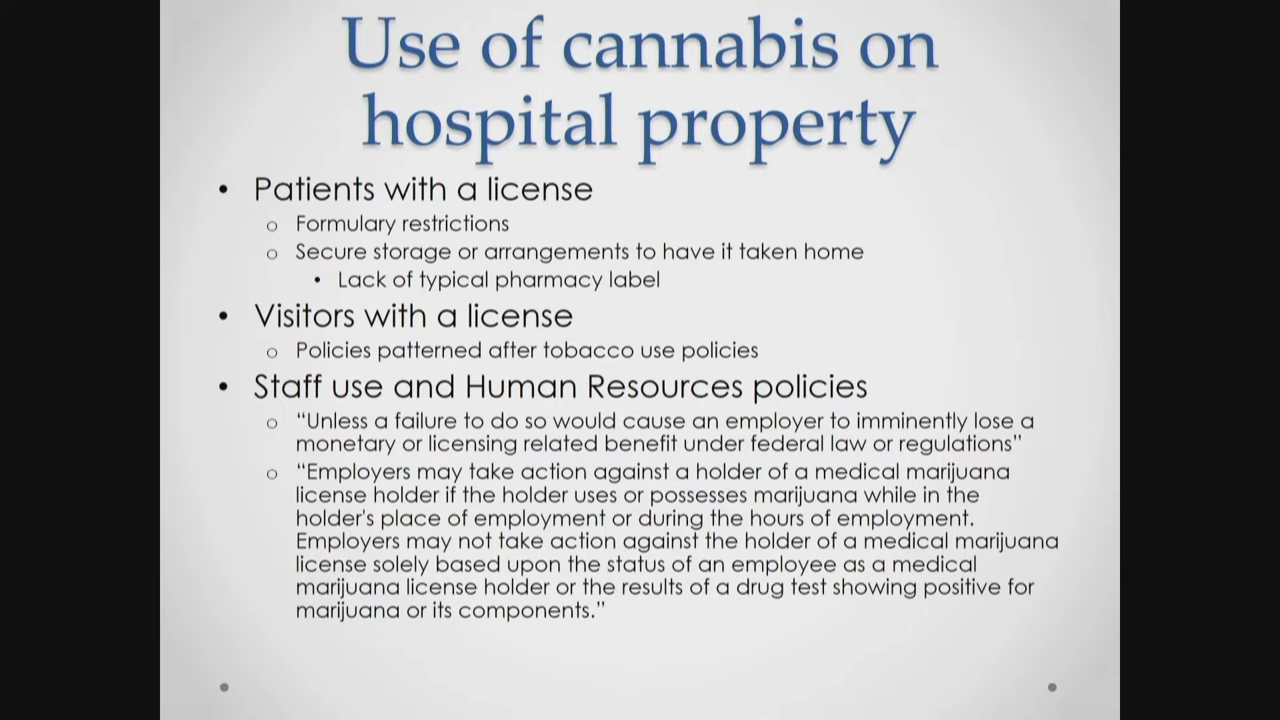 Use of cannabis on
hospital property
• Patients with a license
o Formulary restrictions
o Secure storage or arrangements to have it taken home
• Lack of typical pharmacy label
• Visitors with a license
o Policies patterned after tobacco use policies
• Staff use and Human Resources policies
o “Unless a failure to do so would cause an employer to imminently lose a
monetary or licensing related benefit under federal law or regulations”
o “Employers may take action against a holder of a medical marijuana
license holder if the holder uses or possesses marijuana while in the
holder's place of employment or during the hours of employment.
Employers may not take action against the holder of a medical marijuana
license solely based upon the status of an employee as a medical
marijuana license holder or the results of a drug test showing positive for
marijuana or its components.”